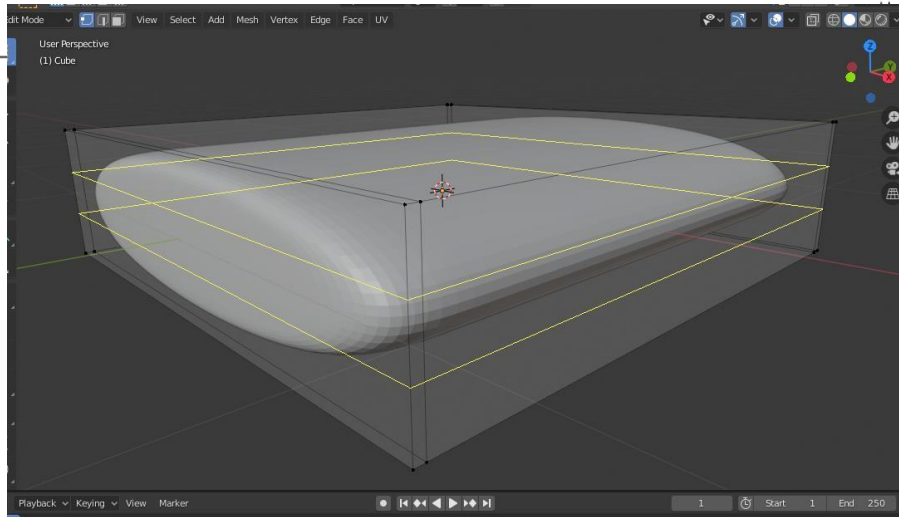 dit Mode View Select Add Mesh Vertex Edge Face UV
User Perspective
(1) Cube
Z
Y
X
Playback Keying View Marker 1 Start 1 End 250